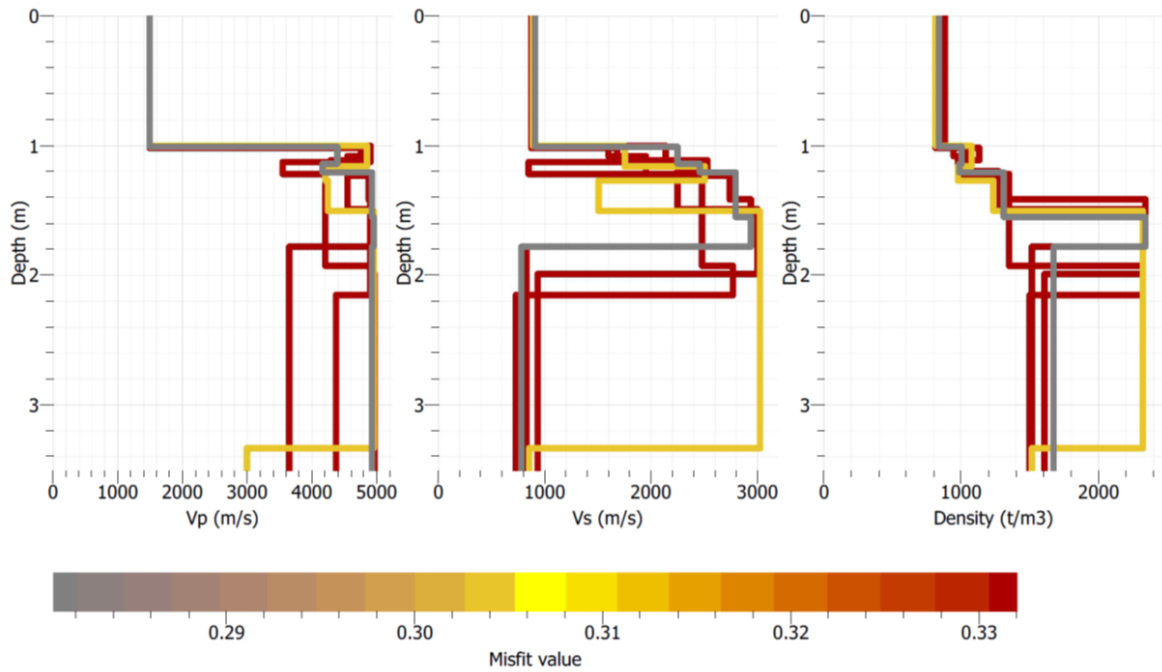 0
1
2
3
Depth (m)
0 1000 2000 3000 4000 5000
Vp (m/s)
0
1
2
3
Depth (m)
0 1000 2000 3000
Vs (m/s)
0
1
2
3
Depth (m)
0 1000 2000
Density (t/m3)
0.29 0.30 0.31 0.32 0.33
Misfit value